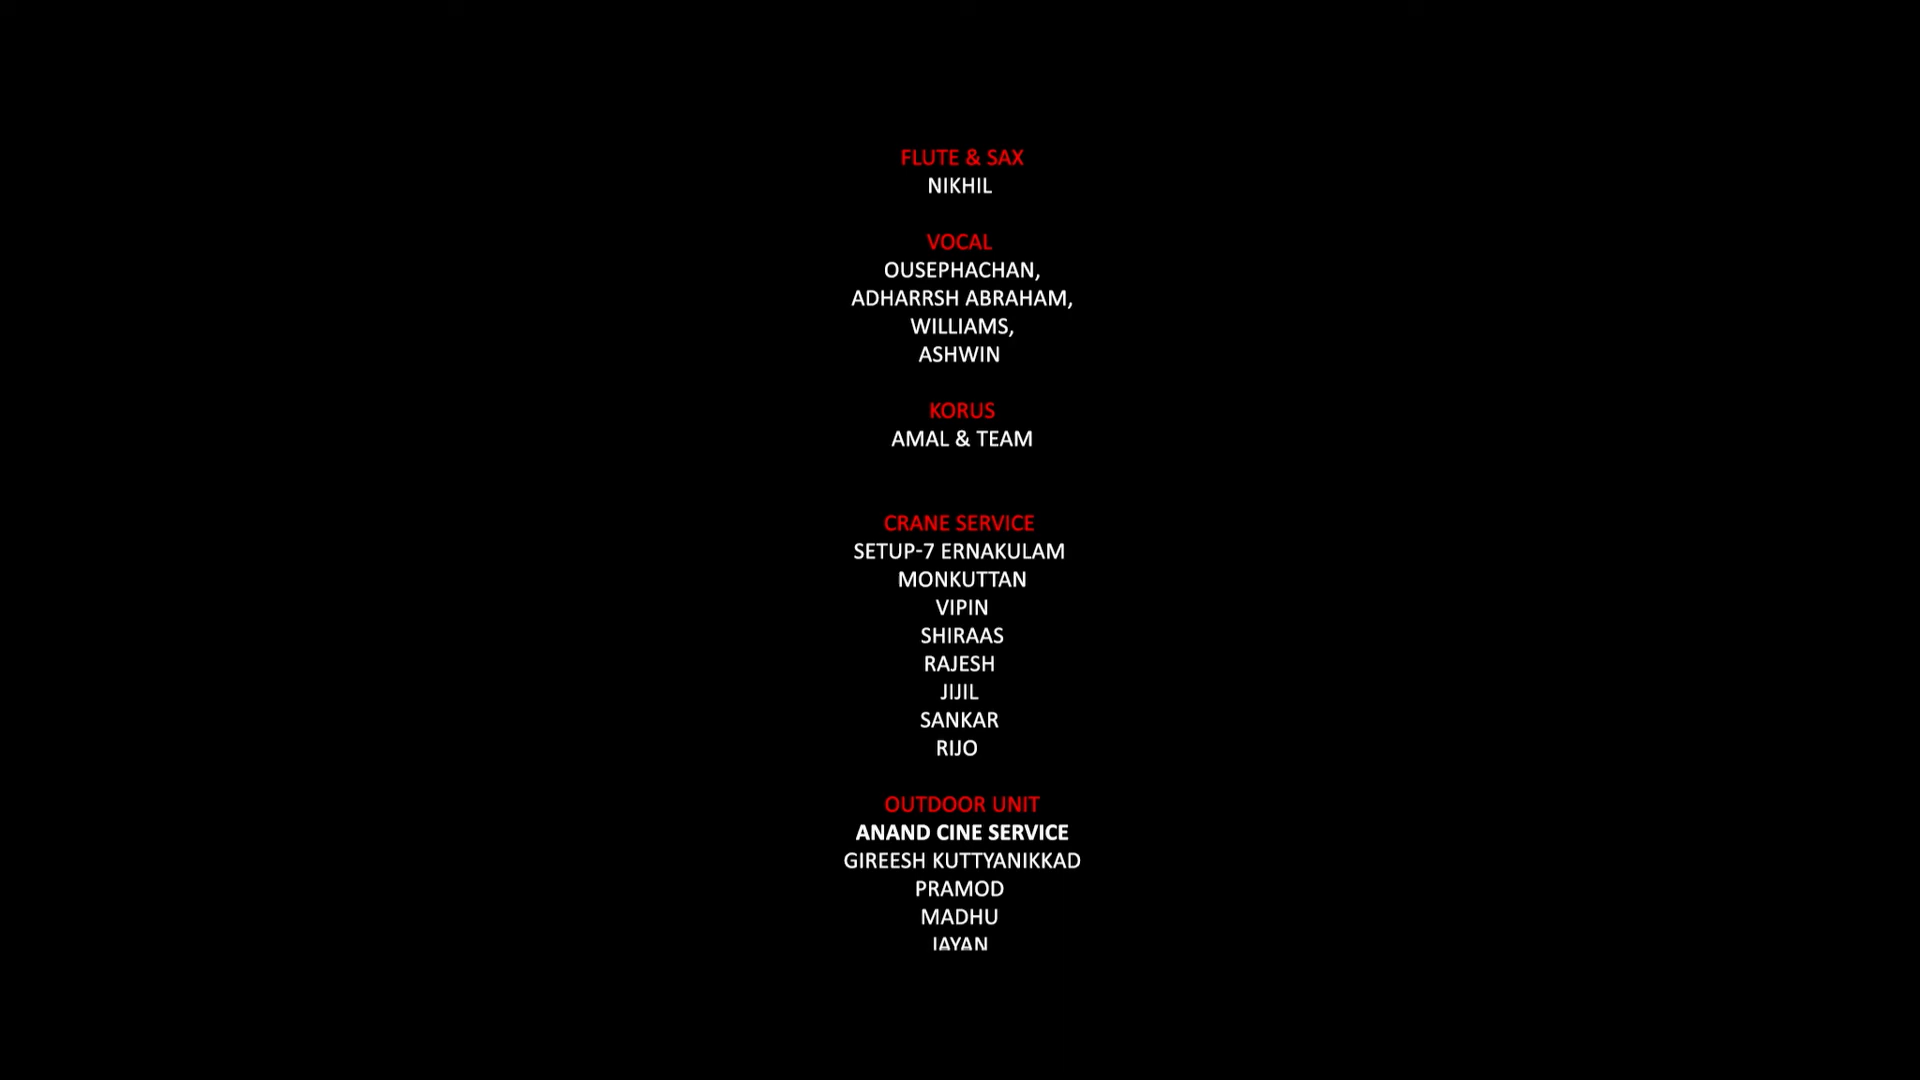 FLUTE & SAX
NIKHIL
VOCAL
OUSEPHACHAN,
ADHARRSH ABRAHAM,
WILLIAMS,
ASHWIN
KORUS
AMAL & TEAM
CRANE SERVICE
SETUP-7 ERNAKULAM
MONKUTTAN
VIPIN
SHIRAAS
RAJESH
JIJIL
SANKAR
RIJO
OUTDOOR UNIT
ANAND CINE SERVICE
GIREESH KUTTYANIKKAD
PRAMOD
MADHU
JAYAN